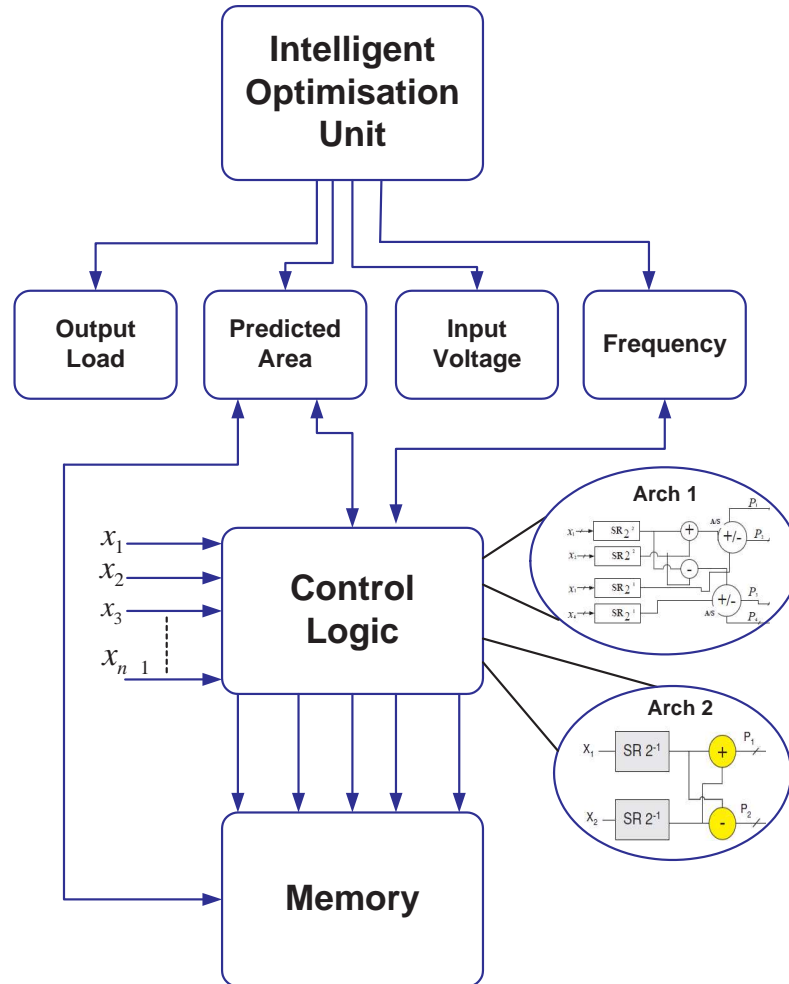 Intelligent
Optimisation
Unit
Output
Load
Predicted
Area
Input
Voltage
Frequency
x1
x2
x3
xn 1
Control
Logic
Arch 1
X1
SR 2
+
A/S
+/-
P1
SR 2
-
SR 2
SR 2
+/-
A/S
Arch 2
X1
SR 2-1
+
P1
X2
SR 2-1
-
P2
Memory